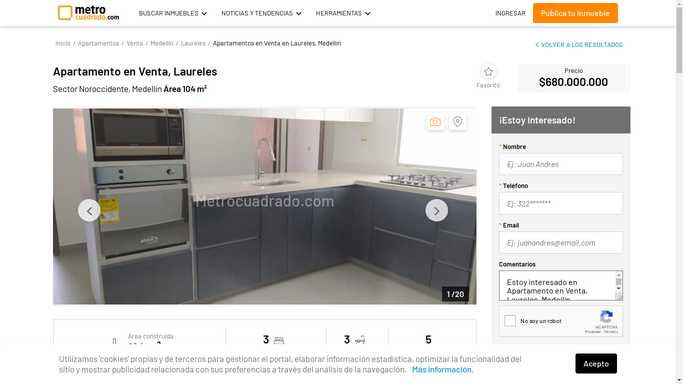 metro
cuadrado.com
BUSCAR INMUEBLES
NOTICIAS Y TENDENCIAS
HERRAMIENTAS
INGRESAR
Publica tu inmueble
Inicio / Apartamentos / Venta / Medellín / Laureles / Apartamentos en Venta en Laureles, Medellín
VOLVER A LOS RESULTADOS
Apartamento en Venta, Laureles
Sector Noroccidente, Medellín Área 104 m²
Favorito
Precio
$680.000.000
Metrocuadrado.com
1 / 20
¡Estoy Interesado!
* Nombre
Ej: Juan Andres
* Teléfono
Ej: 322*******
* Email
Ej: juanandres@email.com
Comentarios
Estoy interesado en
Apartamento en Venta,
Laureles, Medellín
No soy un robot
reCAPTCHA
Privacidad - Términos
Área construida
3
3
5
Utilizamos 'cookies' propias y de terceros para gestionar el portal, elaborar información estadística, optimizar la funcionalidad del
sitio y mostrar publicidad relacionada con sus preferencias a través del análisis de la navegación. Más información.
Acepto